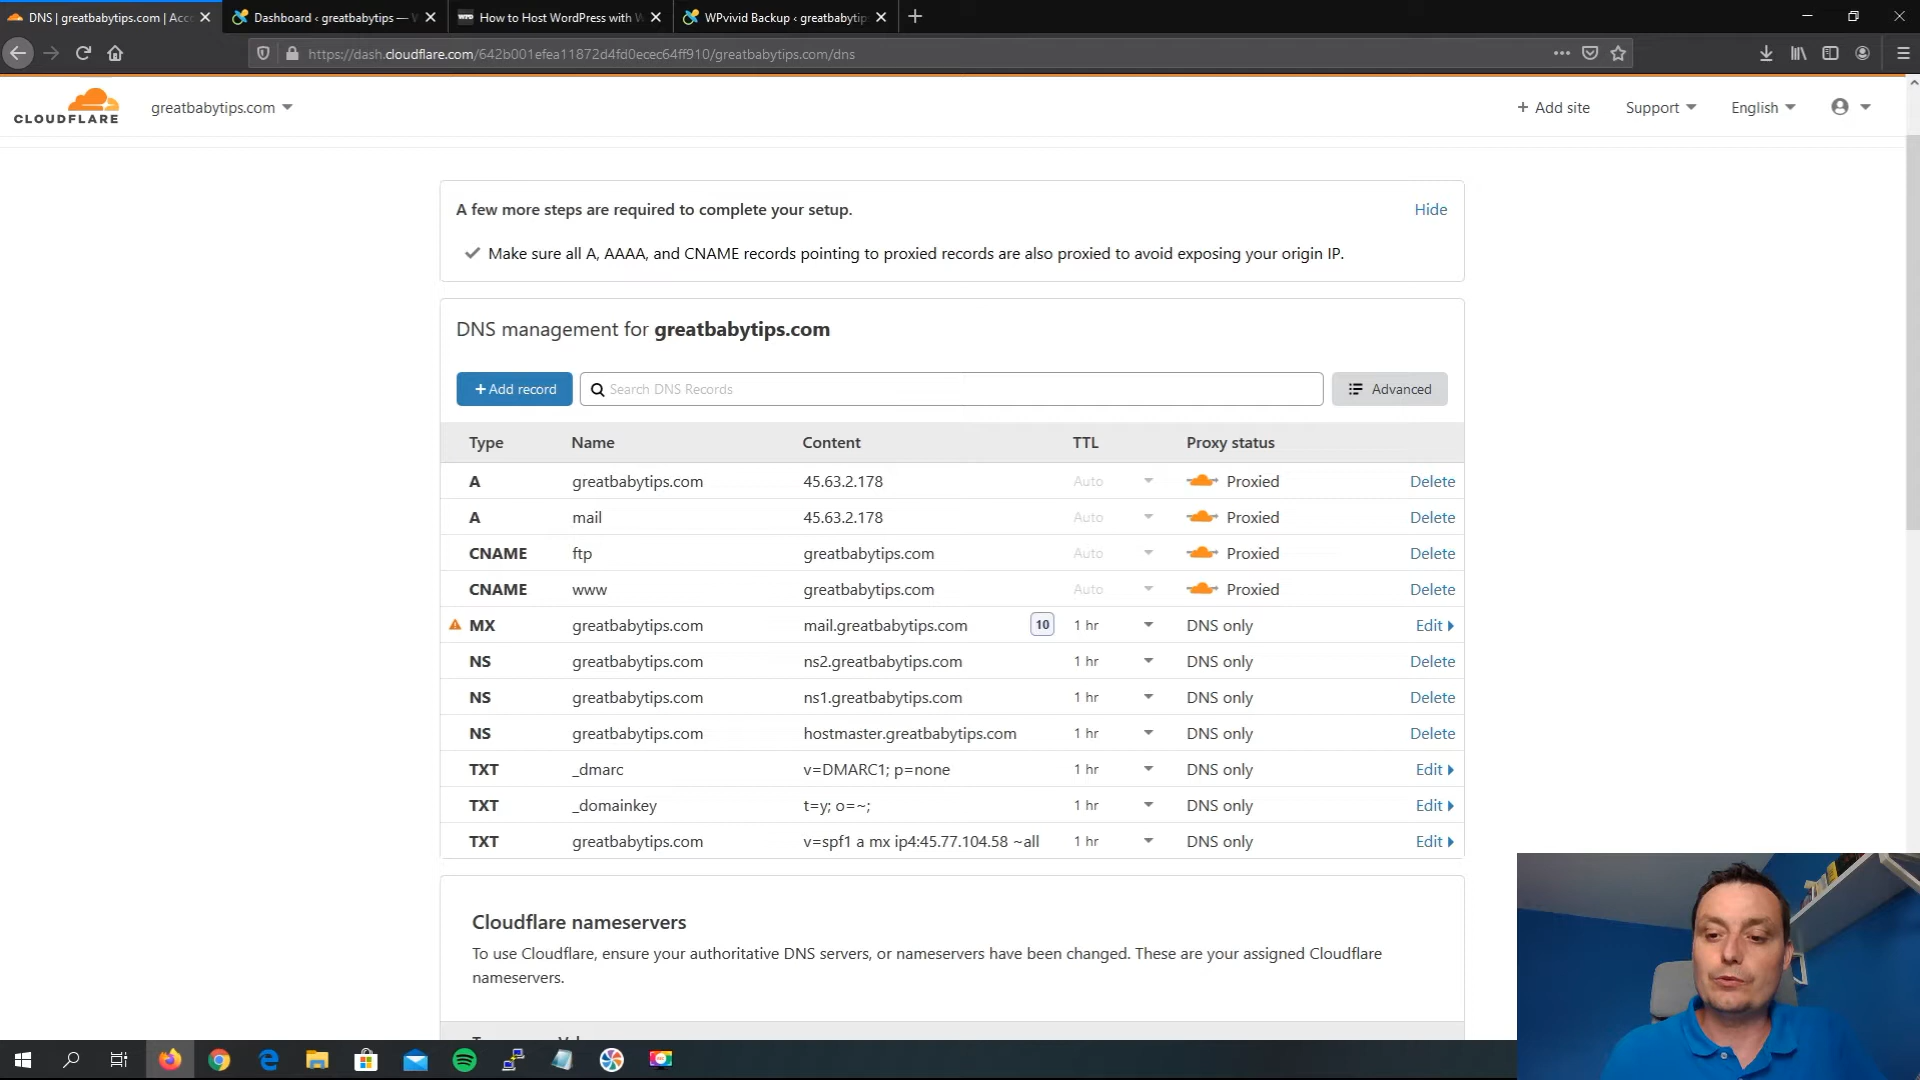 DNS | greatbabytips.com | Acco
Dashboard ‹ greatbabytips — W
How to Host WordPress with W
WPvivid Backup ‹ greatbabytip
https://dash.cloudflare.com/642b001efea11872d4fd0ecec64ff910/greatbabytips.com/dns
CLOUDFLARE
greatbabytips.com
+ Add site
Support
English
A few more steps are required to complete your setup.
Hide
Make sure all A, AAAA, and CNAME records pointing to proxied records are also proxied to avoid exposing your origin IP.
DNS management for greatbabytips.com
+ Add record
Search DNS Records
Advanced
Type Name Content TTL Proxy status
A greatbabytips.com 45.63.2.178 Auto Proxied Delete
A mail 45.63.2.178 Auto Proxied Delete
CNAME ftp greatbabytips.com Auto Proxied Delete
CNAME www greatbabytips.com Auto Proxied Delete
MX greatbabytips.com mail.greatbabytips.com 10 1 hr DNS only Edit
NS greatbabytips.com ns2.greatbabytips.com 1 hr DNS only Delete
NS greatbabytips.com ns1.greatbabytips.com 1 hr DNS only Delete
NS greatbabytips.com hostmaster.greatbabytips.com 1 hr DNS only Delete
TXT _dmarc v=DMARC1; p=none 1 hr DNS only Edit
TXT _domainkey t=y; o=~; 1 hr DNS only Edit
TXT greatbabytips.com v=spf1 a mx ip4:45.77.104.58 ~all 1 hr DNS only Edit
Cloudflare nameservers
To use Cloudflare, ensure your authoritative DNS servers, or nameservers have been changed. These are your assigned Cloudflare
nameservers.